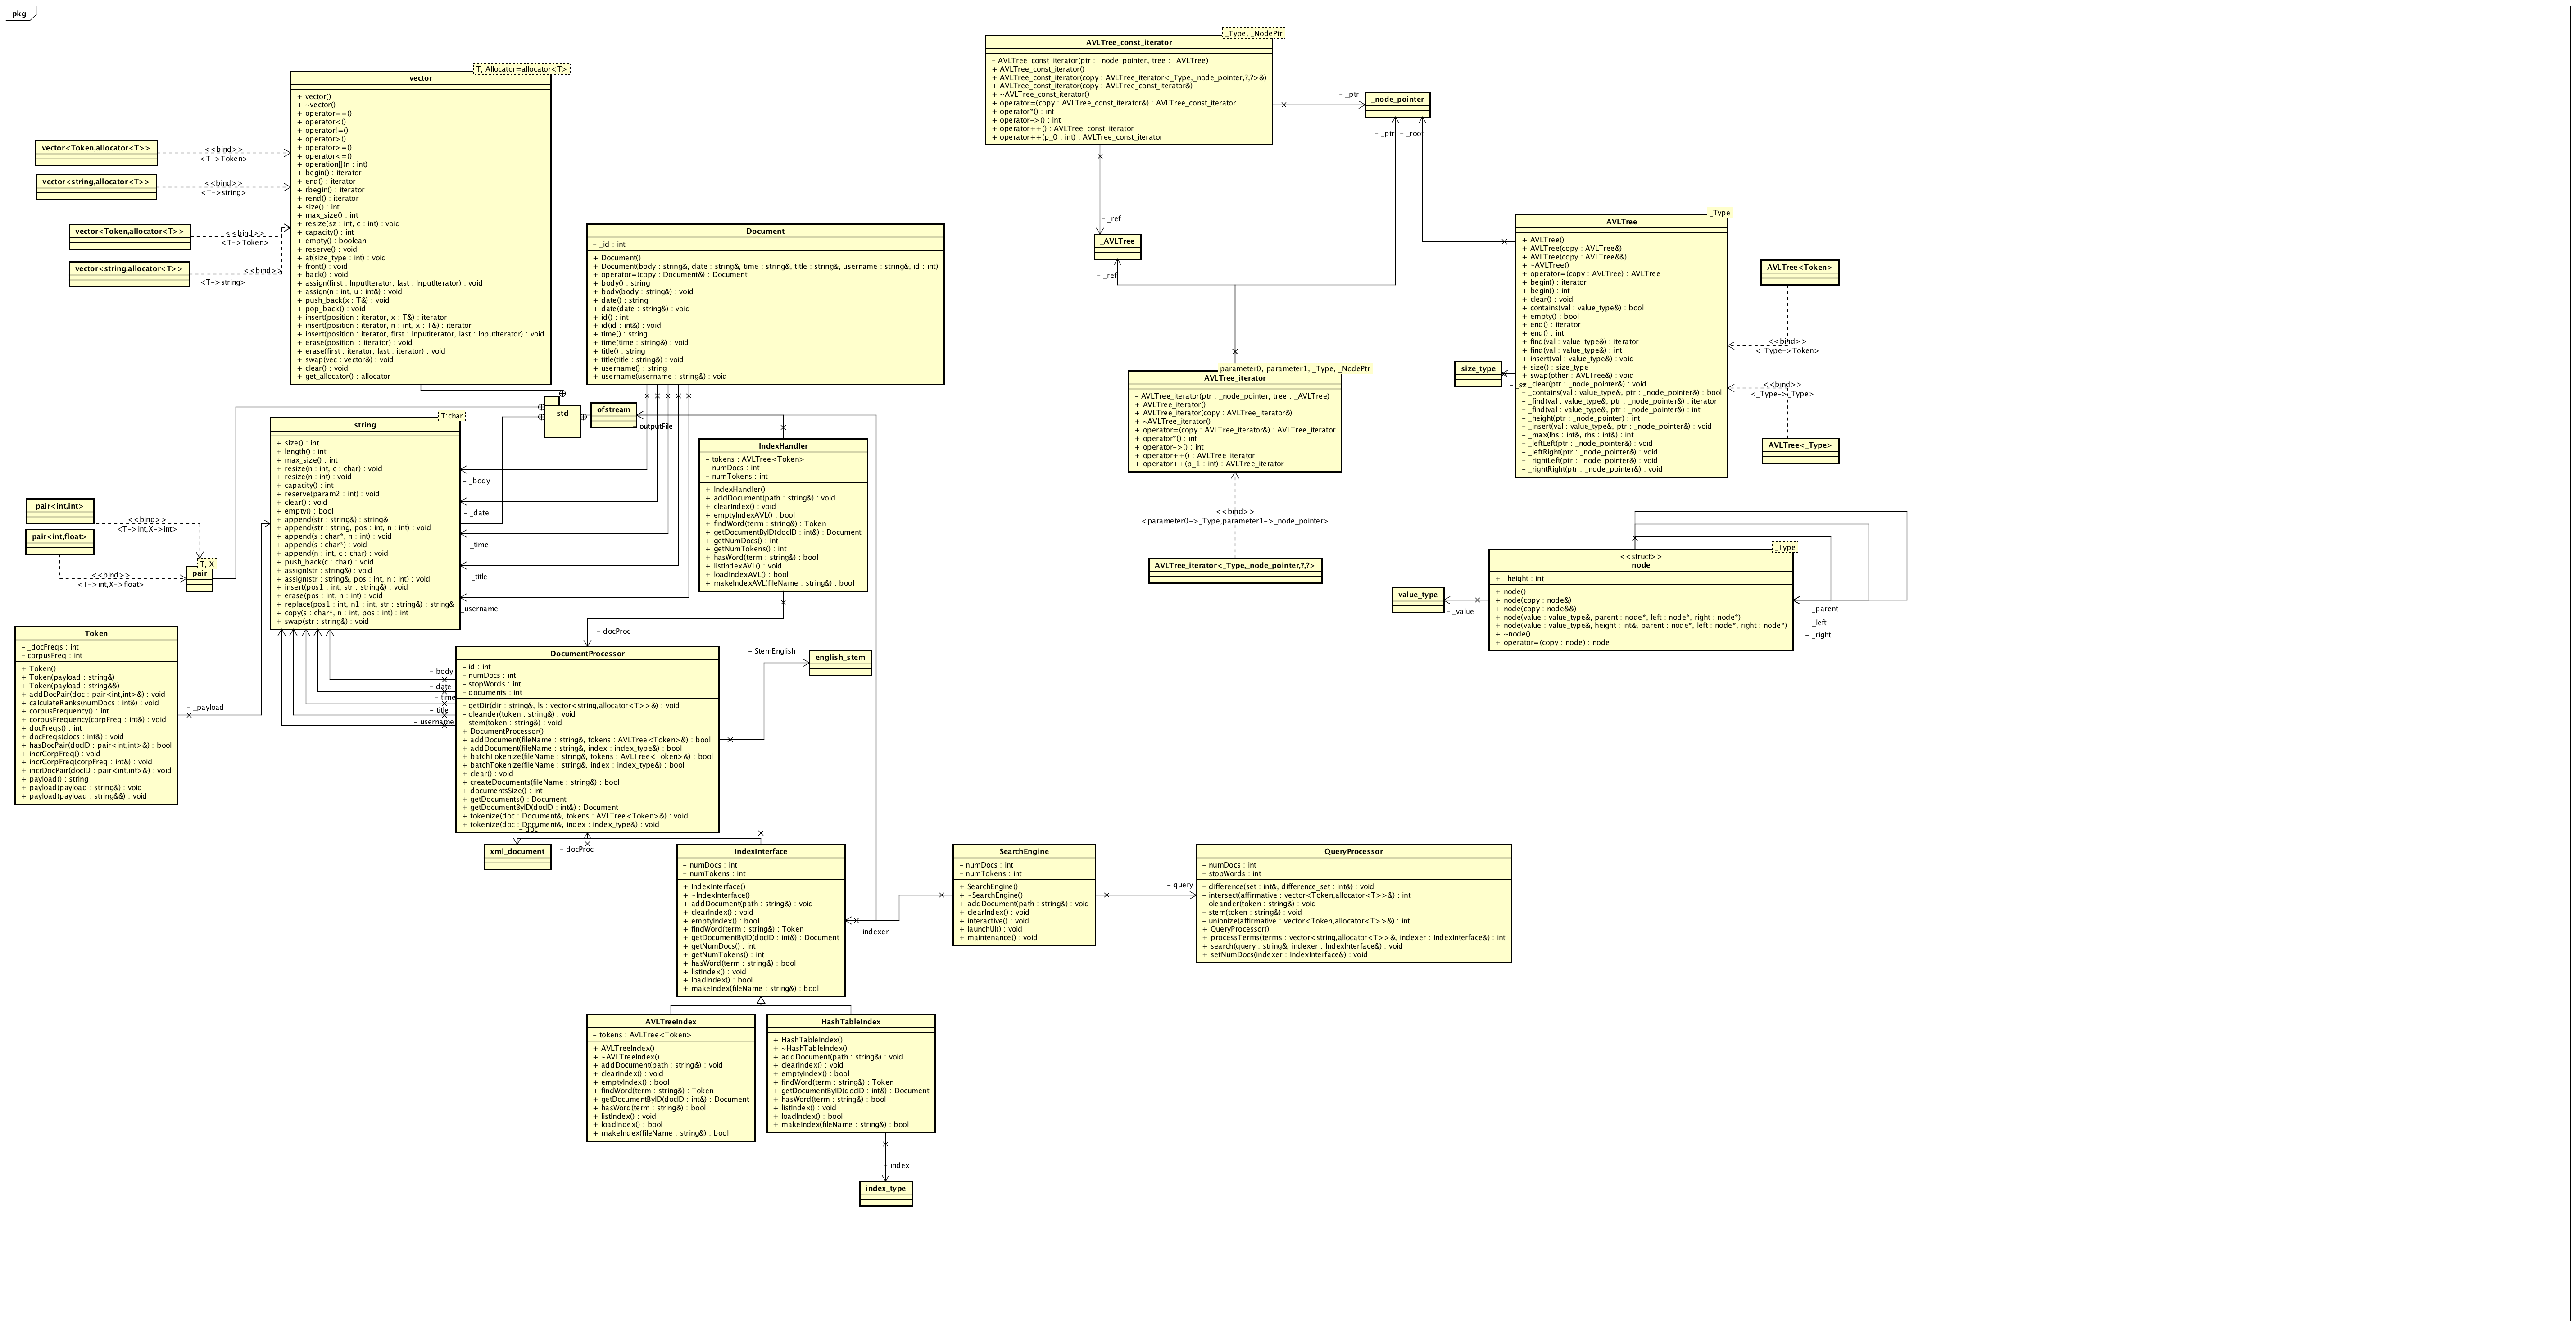 pkg
T, Allocator=allocator<T>
vector
+ vector()
+ ~vector()
+ operator==()
+ operator<()
+ operator!=()
+ operator>()
+ operator>=()
+ operator<=()
+ operation[](n : int)
+ begin() : iterator
+ end() : iterator
+ rbegin() : iterator
+ rend() : iterator
+ size() : int
+ max_size() : int
+ resize(sz : int, c : int) : void
+ capacity() : int
+ empty() : boolean
+ reserve() : void
+ at(size_type : int) : void
+ front() : void
+ back() : void
+ assign(first : InputIterator, last : InputIterator) : void
+ assign(n : int, u : int&) : void
+ push_back(x : T&) : void
+ pop_back() : void
+ insert(position : iterator, x : T&) : iterator
+ insert(position : iterator, n : int, x : T&) : iterator
+ insert(position : iterator, first : InputIterator, last : InputIterator) : void
+ erase(position  : iterator) : void
+ erase(first : iterator, last : iterator) : void
+ swap(vec : vector&) : void
+ clear() : void
+ get_allocator() : allocator
vector<Token,allocator<T>>
<<bind>>
<T->Token>
vector<string,allocator<T>>
<<bind>>
<T->string>
vector<Token,allocator<T>>
<<bind>>
<T->Token>
vector<string,allocator<T>>
<<bind>>
<T->string>
Document
- _id : int
+ Document()
+ Document(body : string&, date : string&, time : string&, title : string&, username : string&, id : int)
+ operator=(copy : Document&) : Document
+ body() : string
+ body(body : string&) : void
+ date() : string
+ date(date : string&) : void
+ id() : int
+ id(id : int&) : void
+ time() : string
+ time(time : string&) : void
+ title() : string
+ title(title : string&) : void
+ username() : string
+ username(username : string&) : void
_Type, _NodePtr
AVLTree_const_iterator
- AVLTree_const_iterator(ptr : _node_pointer, tree : _AVLTree)
+ AVLTree_const_iterator()
+ AVLTree_const_iterator(copy : AVLTree_iterator<_Type,_node_pointer,?,?>&)
+ AVLTree_const_iterator(copy : AVLTree_const_iterator&)
+ ~AVLTree_const_iterator()
+ operator=(copy : AVLTree_const_iterator&) : AVLTree_const_iterator
+ operator*() : int
+ operator->() : int
+ operator++() : AVLTree_const_iterator
+ operator++(p_0 : int) : AVLTree_const_iterator
- _ptr
_node_pointer
- _ptr
- _root
- _ref
_AVLTree
- _ref
_Type
AVLTree
+ AVLTree()
+ AVLTree(copy : AVLTree&)
+ AVLTree(copy : AVLTree&&)
+ ~AVLTree()
+ operator=(copy : AVLTree) : AVLTree
+ begin() : iterator
+ begin() : int
+ clear() : void
+ contains(val : value_type&) : bool
+ empty() : bool
+ end() : iterator
+ end() : int
+ find(val : value_type&) : iterator
+ find(val : value_type&) : int
+ insert(val : value_type&) : void
+ size() : size_type
+ swap(other : AVLTree&) : void
- _clear(ptr : _node_pointer&) : void
- _contains(val : value_type&, ptr : _node_pointer&) : bool
- _find(val : value_type&, ptr : _node_pointer&) : iterator
- _find(val : value_type&, ptr : _node_pointer&) : int
- _height(ptr : _node_pointer) : int
- _insert(val : value_type&, ptr : _node_pointer&) : void
- _max(lhs : int&, rhs : int&) : int
- _leftLeft(ptr : _node_pointer&) : void
- _leftRight(ptr : _node_pointer&) : void
- _rightLeft(ptr : _node_pointer&) : void
- _rightRight(ptr : _node_pointer&) : void
AVLTree<Token>
<<bind>>
<_Type->Token>
<<bind>>
<_Type->_Type>
AVLTree<_Type>
size_type
- _sz
parameter0, parameter1, _Type, _NodePtr
AVLTree_iterator
- AVLTree_iterator(ptr : _node_pointer, tree : _AVLTree)
+ AVLTree_iterator()
+ AVLTree_iterator(copy : AVLTree_iterator&)
+ ~AVLTree_iterator()
+ operator=(copy : AVLTree_iterator&) : AVLTree_iterator
+ operator*() : int
+ operator->() : int
+ operator++() : AVLTree_iterator
+ operator++(p_1 : int) : AVLTree_iterator
<<bind>>
<parameter0->_Type,parameter1->_node_pointer>
AVLTree_iterator<_Type,_node_pointer,?,?>
_Type
<<struct>>
node
+ _height : int
+ node()
+ node(copy : node&)
+ node(copy : node&&)
+ node(value : value_type&, parent : node*, left : node*, right : node*)
+ node(value : value_type&, height : int&, parent : node*, left : node*, right : node*)
+ ~node()
+ operator=(copy : node) : node
- _parent
- _left
- _right
value_type
- _value
std
ofstream
outputFile
T:char
string
+ size() : int
+ length() : int
+ max_size() : int
+ resize(n : int, c : char) : void
+ resize(n : int) : void
+ capacity() : int
+ reserve(param2 : int) : void
+ clear() : void
+ empty() : bool
+ append(str : string&) : string&
+ append(str : string, pos : int, n : int) : void
+ append(s : char*, n : int) : void
+ append(s : char*) : void
+ append(n : int, c : char) : void
+ push_back(c : char) : void
+ assign(str : string&) : void
+ assign(str : string&, pos : int, n : int) : void
+ insert(pos1 : int, str : string&) : void
+ erase(pos : int, n : int) : void
+ replace(pos1 : int, n1 : int, str : string&) : string&
+ copy(s : char*, n : int, pos : int) : int
+ swap(str : string&) : void
- _body
- _date
- _time
- _title
- _username
pair<int,int>
<<bind>>
<T->int,X->int>
pair<int,float>
<<bind>>
<T->int,X->float>
T, X
pair
IndexHandler
- tokens : AVLTree<Token>
- numDocs : int
- numTokens : int
+ IndexHandler()
+ addDocument(path : string&) : void
+ clearIndex() : void
+ emptyIndexAVL() : bool
+ findWord(term : string&) : Token
+ getDocumentByID(docID : int&) : Document
+ getNumDocs() : int
+ getNumTokens() : int
+ hasWord(term : string&) : bool
+ listIndexAVL() : void
+ loadIndexAVL() : bool
+ makeIndexAVL(fileName : string&) : bool
- docProc
Token
- _docFreqs : int
- corpusFreq : int
+ Token()
+ Token(payload : string&)
+ Token(payload : string&&)
+ addDocPair(doc : pair<int,int>&) : void
+ calculateRanks(numDocs : int&) : void
+ corpusFrequency() : int
+ corpusFrequency(corpFreq : int&) : void
+ docFreqs() : int
+ docFreqs(docs : int&) : void
+ hasDocPair(docID : pair<int,int>&) : bool
+ incrCorpFreq() : void
+ incrCorpFreq(corpFreq : int&) : void
+ incrDocPair(docID : pair<int,int>&) : void
+ payload() : string
+ payload(payload : string&) : void
+ payload(payload : string&&) : void
- _payload
- body
- date
- time
- title
- username
DocumentProcessor
- id : int
- numDocs : int
- stopWords : int
- documents : int
- getDir(dir : string&, ls : vector<string,allocator<T>>&) : void
- oleander(token : string&) : void
- stem(token : string&) : void
+ DocumentProcessor()
+ addDocument(fileName : string&, tokens : AVLTree<Token>&) : bool
+ addDocument(fileName : string&, index : index_type&) : bool
+ batchTokenize(fileName : string&, tokens : AVLTree<Token>&) : bool
+ batchTokenize(fileName : string&, index : index_type&) : bool
+ clear() : void
+ createDocuments(fileName : string&) : bool
+ documentsSize() : int
+ getDocuments() : Document
+ getDocumentByID(docID : int&) : Document
+ tokenize(doc : Document&, tokens : AVLTree<Token>&) : void
+ tokenize(doc : Document&, index : index_type&) : void
- StemEnglish
english_stem
- doc
xml_document
- docProc
IndexInterface
- numDocs : int
- numTokens : int
+ IndexInterface()
+ ~IndexInterface()
+ addDocument(path : string&) : void
+ clearIndex() : void
+ emptyIndex() : bool
+ findWord(term : string&) : Token
+ getDocumentByID(docID : int&) : Document
+ getNumDocs() : int
+ getNumTokens() : int
+ hasWord(term : string&) : bool
+ listIndex() : void
+ loadIndex() : bool
+ makeIndex(fileName : string&) : bool
- indexer
SearchEngine
- numDocs : int
- numTokens : int
+ SearchEngine()
+ ~SearchEngine()
+ addDocument(path : string&) : void
+ clearIndex() : void
+ interactive() : void
+ launchUI() : void
+ maintenance() : void
- query
QueryProcessor
- numDocs : int
- stopWords : int
- difference(set : int&, difference_set : int&) : void
- intersect(affirmative : vector<Token,allocator<T>>&) : int
- oleander(token : string&) : void
- stem(token : string&) : void
- unionize(affirmative : vector<Token,allocator<T>>&) : int
+ QueryProcessor()
+ processTerms(terms : vector<string,allocator<T>>&, indexer : IndexInterface&) : int
+ search(query : string&, indexer : IndexInterface&) : void
+ setNumDocs(indexer : IndexInterface&) : void
AVLTreeIndex
- tokens : AVLTree<Token>
+ AVLTreeIndex()
+ ~AVLTreeIndex()
+ addDocument(path : string&) : void
+ clearIndex() : void
+ emptyIndex() : bool
+ findWord(term : string&) : Token
+ getDocumentByID(docID : int&) : Document
+ hasWord(term : string&) : bool
+ listIndex() : void
+ loadIndex() : bool
+ makeIndex(fileName : string&) : bool
HashTableIndex
+ HashTableIndex()
+ ~HashTableIndex()
+ addDocument(path : string&) : void
+ clearIndex() : void
+ emptyIndex() : bool
+ findWord(term : string&) : Token
+ getDocumentByID(docID : int&) : Document
+ hasWord(term : string&) : bool
+ listIndex() : void
+ loadIndex() : bool
+ makeIndex(fileName : string&) : bool
- index
index_type